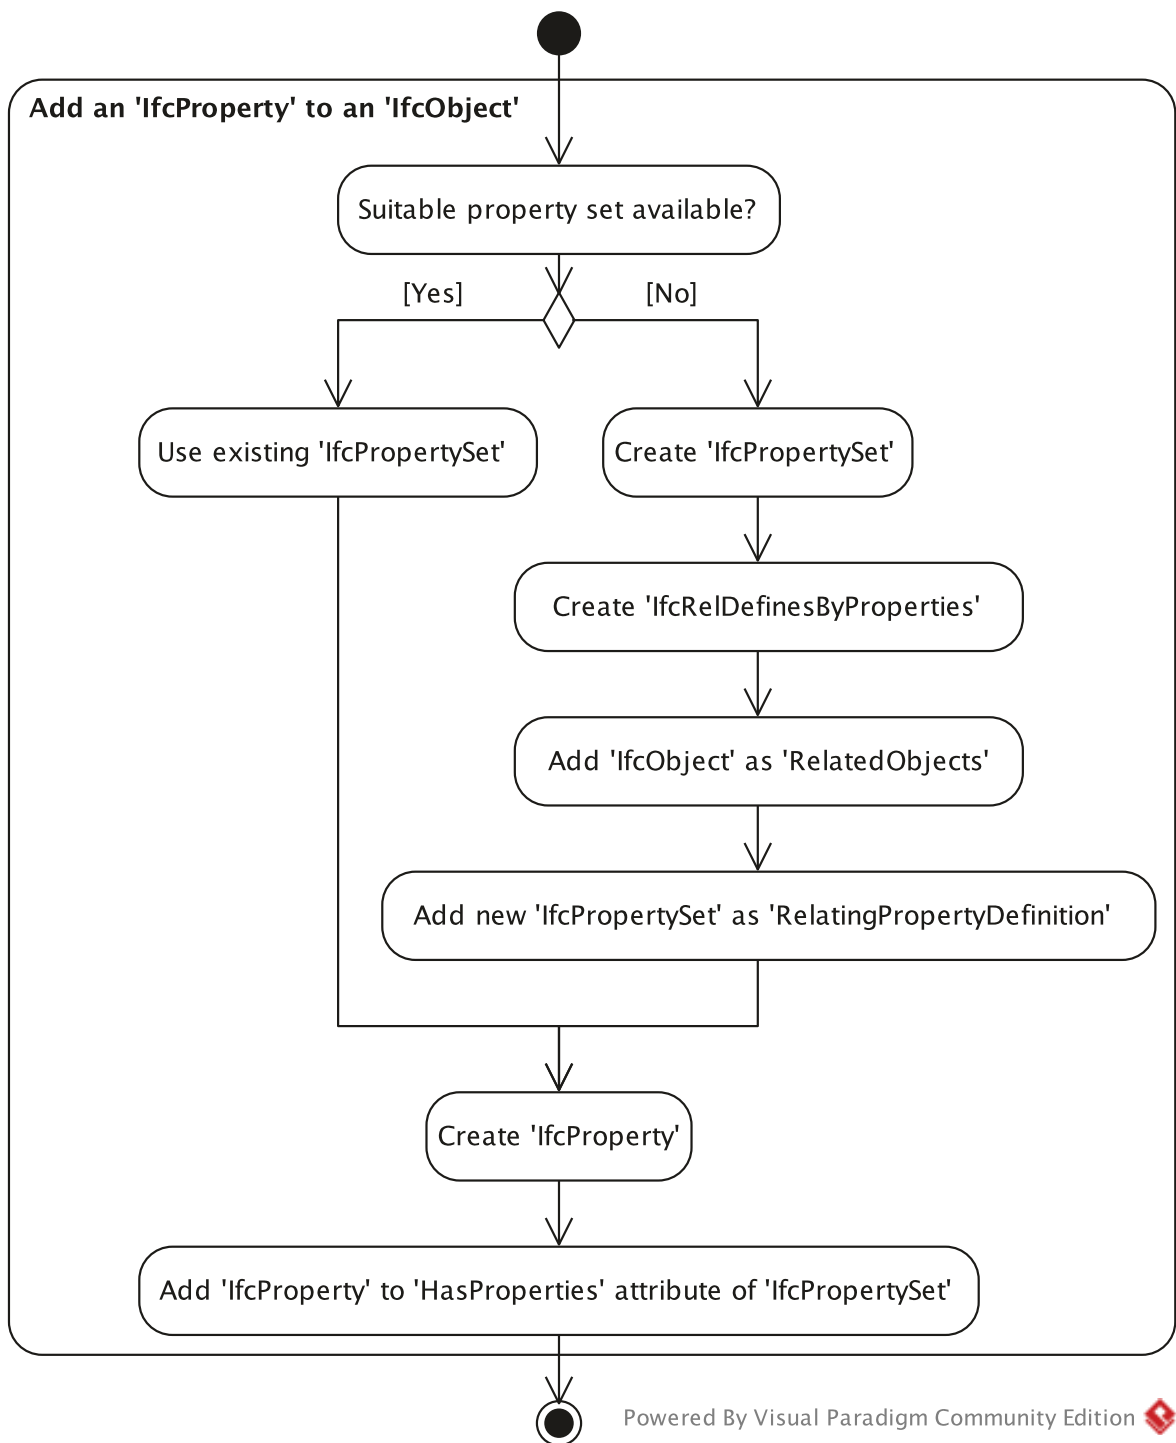 Add an 'IfcProperty' to an 'IfcObject'
Suitable property set available?
[Yes]
[No]
Use existing 'IfcPropertySet'
Create 'IfcPropertySet'
Create 'IfcRelDefinesByProperties'
Add 'IfcObject' as 'RelatedObjects'
Add new 'IfcPropertySet' as 'RelatingPropertyDefinition'
Create 'IfcProperty'
Add 'IfcProperty' to 'HasProperties' attribute of 'IfcPropertySet'
Powered By Visual Paradigm Community Edition